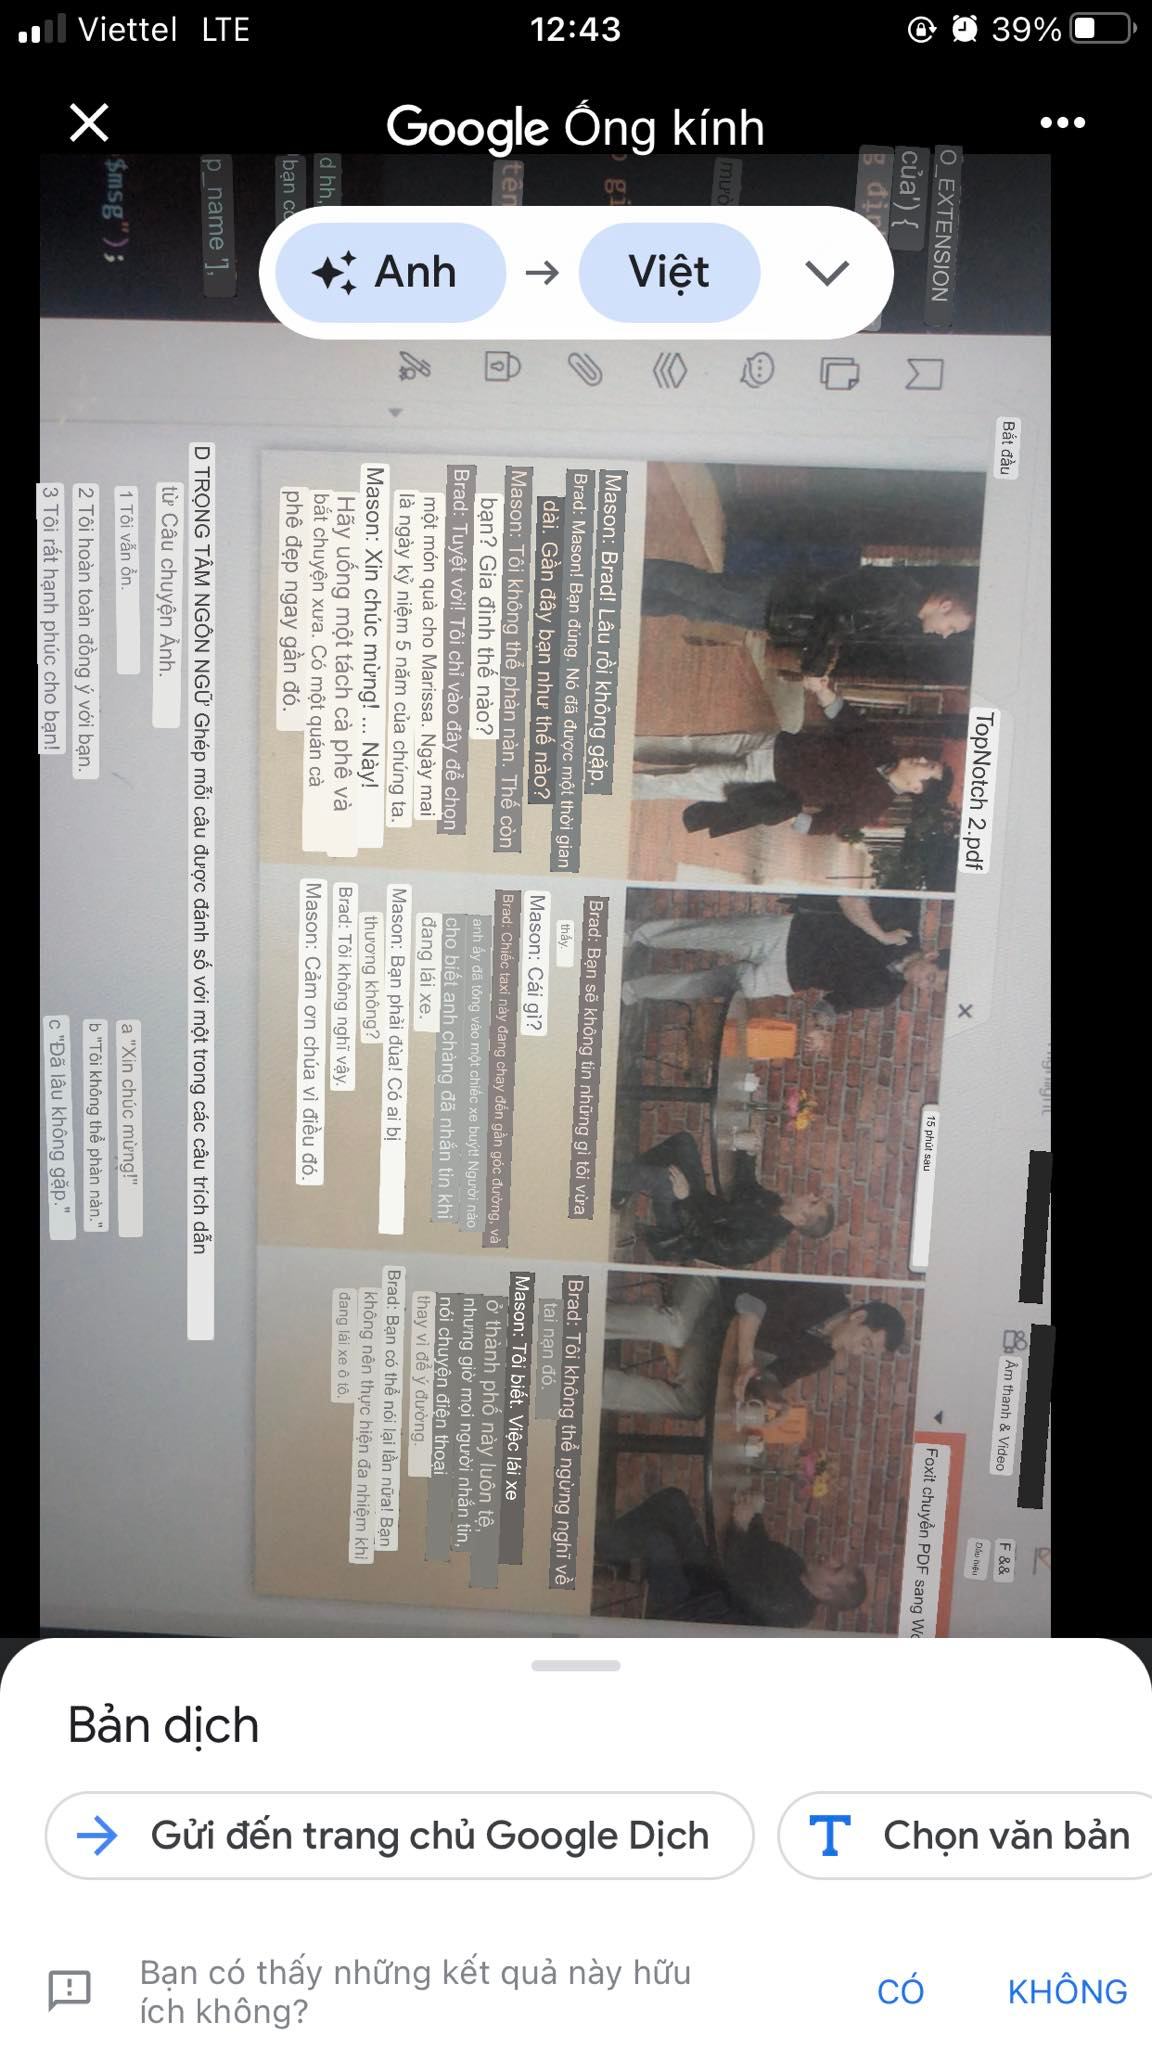 12:43
Viettel LTE
39%
Google Ống kính
Anh → Việt
O_EXTENSION
của') {
g địn
mườ
gi
tên
d hh,
bạn có
p_name '],
$msg");
Bắt đầu
TopNotch 2.pdf
Highlight
Âm thanh & Video
F &&
Dấu hiệu
15 phút sau
Foxit chuyển PDF sang Wo
Mason: Brad! Lâu rồi không gặp.
Brad: Mason! Bạn đúng. Nó đã được một thời gian
dài. Gần đây bạn như thế nào?
Mason: Tôi không thể phàn nàn. Thế còn
bạn? Gia đình thế nào?
Brad: Tuyệt vời! Tôi chỉ vào đây để chọn
một món quà cho Marissa. Ngày mai
là ngày kỷ niệm 5 năm của chúng ta.
Mason: Xin chúc mừng! ... Này!
Hãy uống một tách cà phê và
bắt chuyện xưa. Có một quán cà
phê đẹp ngay gần đó.
Brad: Bạn sẽ không tin những gì tôi vừa
thấy.
Mason: Cái gì?
Brad: Chiếc taxi này đang chạy đến gần góc đường, và
anh ấy đã tông vào một chiếc xe buýt! Người nào
cho biết anh chàng đã nhắn tin khi
đang lái xe.
Mason: Bạn phải đùa! Có ai bị
thương không?
Brad: Tôi không nghĩ vậy.
Mason: Cảm ơn chúa vì điều đó.
Brad: Tôi không thể ngừng nghĩ về
tai nạn đó.
Mason: Tôi biết. Việc lái xe
ở thành phố này luôn tệ,
nhưng giờ mọi người nhắn tin,
nói chuyện điện thoại
thay vì để ý đường.
Brad: Bạn có thể nói lại lần nữa! Bạn
không nên thực hiện đa nhiệm khi
đang lái xe ô tô.
D TRỌNG TÂM NGÔN NGỮ Ghép mỗi câu được đánh số với một trong các câu trích dẫn
từ Câu chuyện Ảnh.
1 Tôi vẫn ổn.
2 Tôi hoàn toàn đồng ý với bạn.
3 Tôi rất hạnh phúc cho bạn!
a "Xin chúc mừng!"
b "Tôi không thể phàn nàn."
c "Đã lâu không gặp."
Bản dịch
Gửi đến trang chủ Google Dịch
Chọn văn bản
Bạn có thấy những kết quả này hữu
ích không?
CÓ
KHÔNG